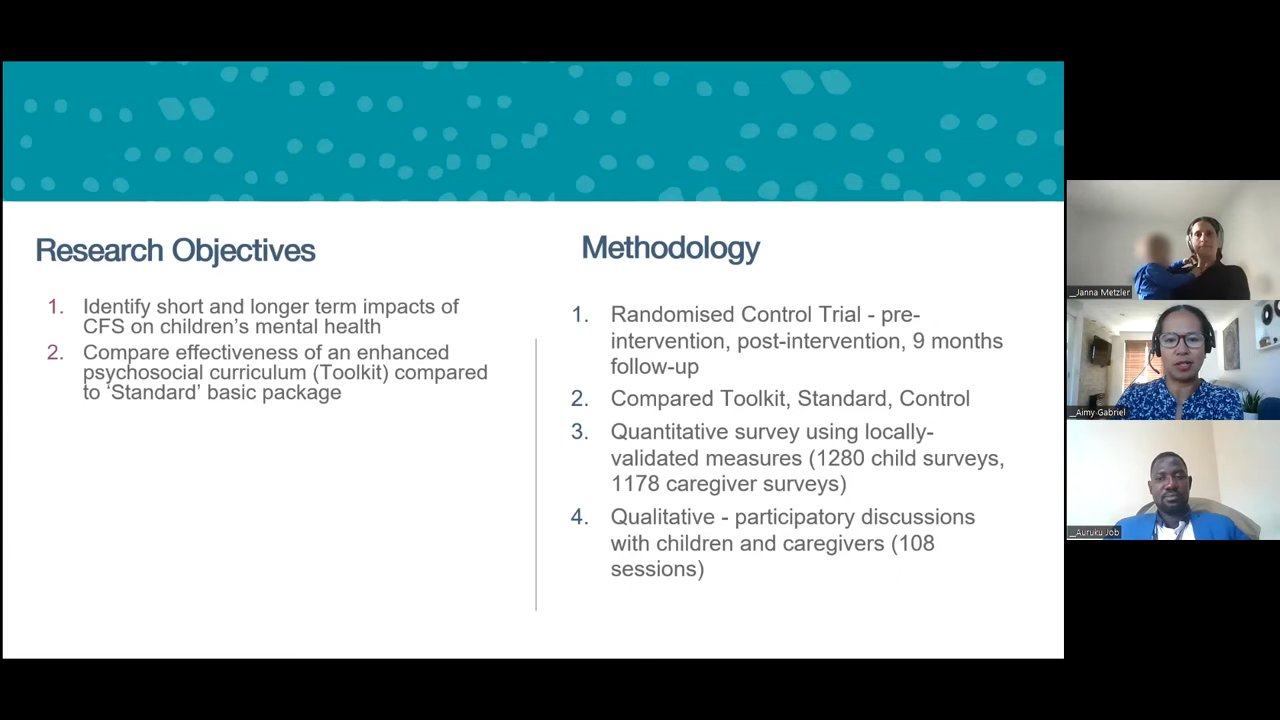 Research Objectives
1. Identify short and longer term impacts of
CFS on children's mental health
2. Compare effectiveness of an enhanced
psychosocial curriculum (Toolkit) compared
to ‘Standard’ basic package
Methodology
1. Randomised Control Trial - pre-
intervention, post-intervention, 9 months
follow-up
2. Compared Toolkit, Standard, Control
3. Quantitative survey using locally-
validated measures (1280 child surveys,
1178 caregiver surveys)
4. Qualitative - participatory discussions
with children and caregivers (108
sessions)
__Janna Metzler
__Aimy Gabriel
__Auruku Job